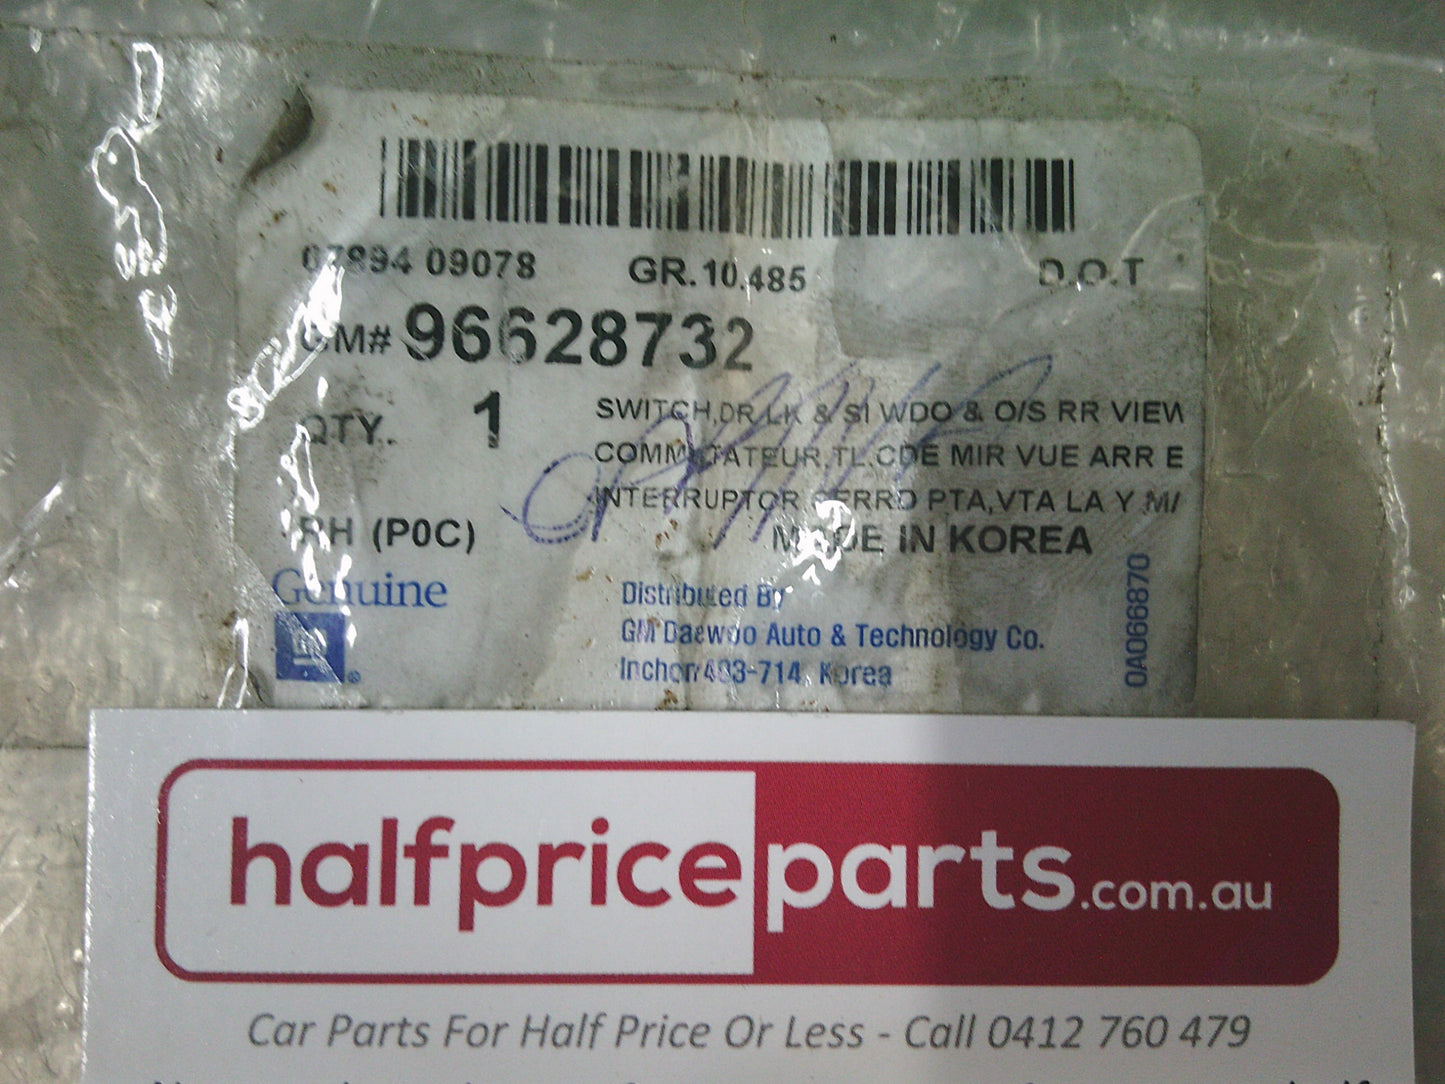 07894 09078 GR.10.485 D.O.T
GM# 96628732
QTY. 1 SWITCH,DR LK & SI WDO & O/S RR VIEW
COMMUTATEUR,TL.CDE MIR VUE ARR E
INTERRUPTOR CERRO PTA,VTA LA Y M/
RH (P0C) MADE IN KOREA
Genuine
GM ®
Distributed By
GM Daewoo Auto & Technology Co.
Inchon 403-714, Korea
0A066870
halfpriceparts.com.au
Car Parts For Half Price Or Less - Call 0412 760 479